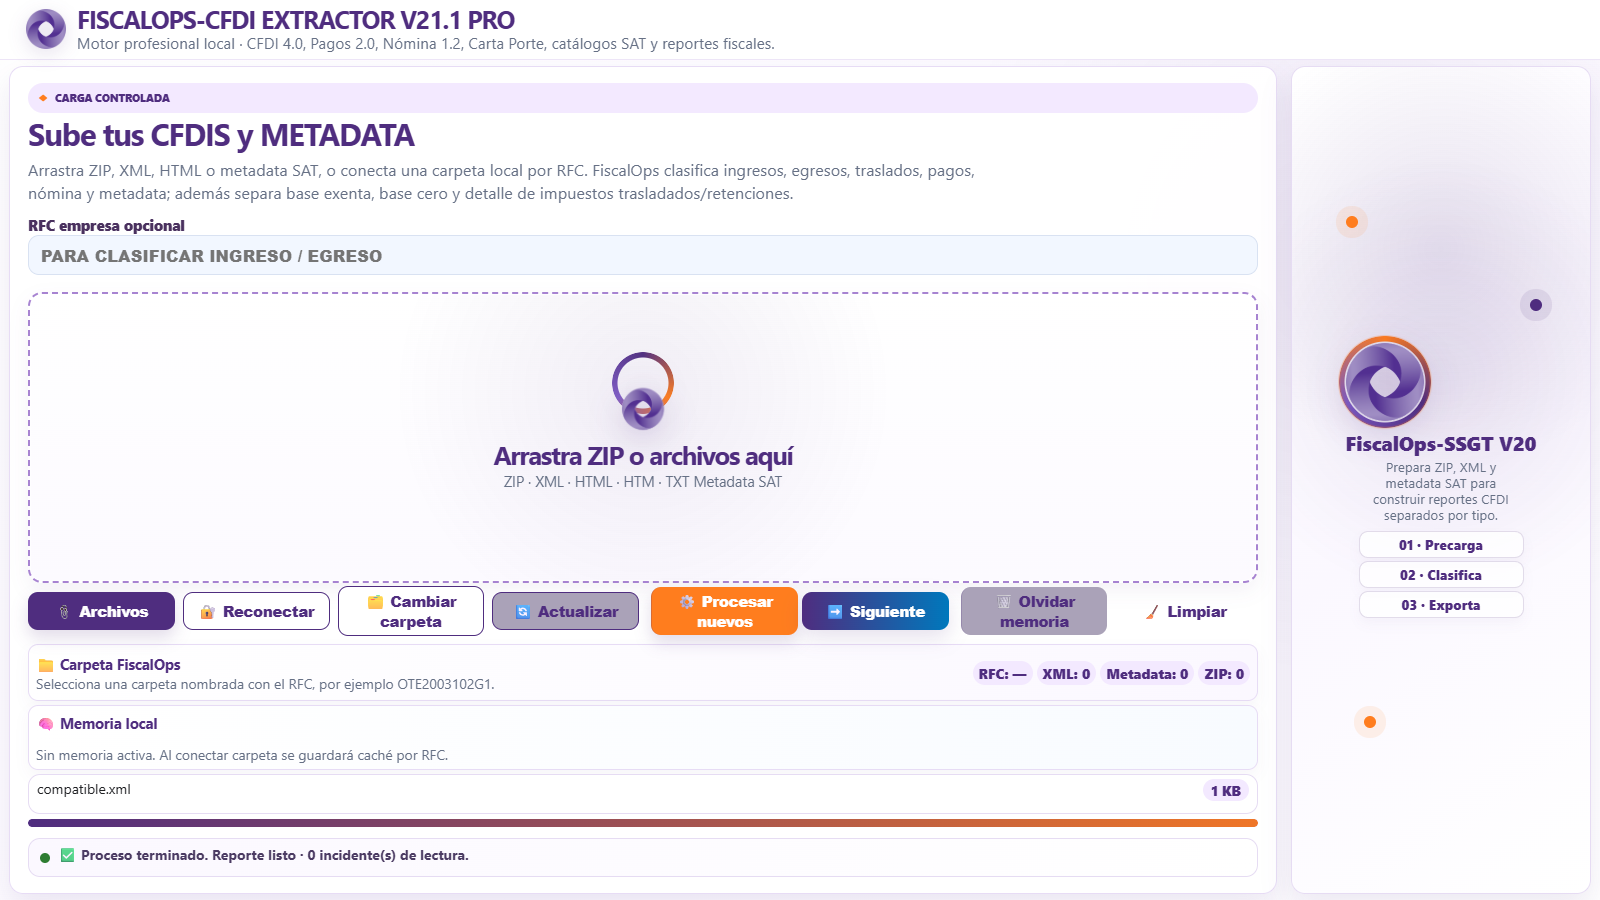 FISCALOPS-CFDI EXTRACTOR V21.1 PRO
Motor profesional local · CFDI 4.0, Pagos 2.0, Nómina 1.2, Carta Porte, catálogos SAT y reportes fiscales.
CARGA CONTROLADA
Sube tus CFDIS y METADATA
Arrastra ZIP, XML, HTML o metadata SAT, o conecta una carpeta local por RFC. FiscalOps clasifica ingresos, egresos, traslados, pagos,
nómina y metadata; además separa base exenta, base cero y detalle de impuestos trasladados/retenciones.
RFC empresa opcional
PARA CLASIFICAR INGRESO / EGRESO
Arrastra ZIP o archivos aquí
ZIP · XML · HTML · HTM · TXT Metadata SAT
Archivos
Reconectar
Cambiar
carpeta
Actualizar
Procesar
nuevos
Siguiente
Olvidar
memoria
Limpiar
Carpeta FiscalOps
Selecciona una carpeta nombrada con el RFC, por ejemplo OTE2003102G1.
RFC: — XML: 0 Metadata: 0 ZIP: 0
Memoria local
Sin memoria activa. Al conectar carpeta se guardará caché por RFC.
compatible.xml 1 KB
Proceso terminado. Reporte listo · 0 incidente(s) de lectura.
FiscalOps-SSGT V20
Prepara ZIP, XML y
metadata SAT para
construir reportes CFDI
separados por tipo.
01 · Precarga
02 · Clasifica
03 · Exporta